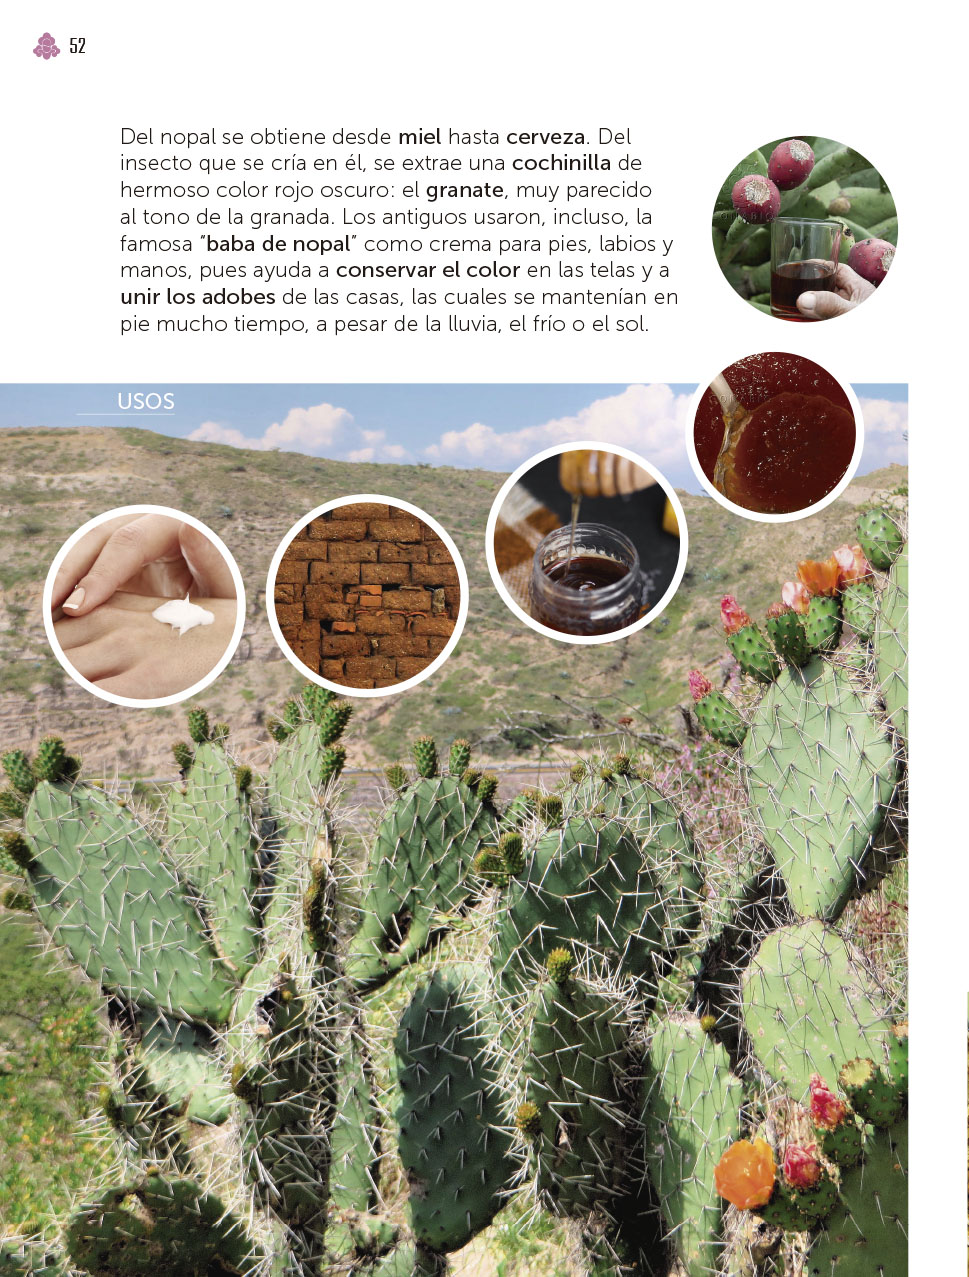 52
Del nopal se obtiene desde miel hasta cerveza. Del
insecto que se cría en él, se extrae una cochinilla de
hermoso color rojo oscuro: el granate, muy parecido
al tono de la granada. Los antiguos usaron, incluso, la
famosa “baba de nopal” como crema para pies, labios y
manos, pues ayuda a conservar el color en las telas y a
unir los adobes de las casas, las cuales se mantenían en
pie mucho tiempo, a pesar de la lluvia, el frío o el sol.
USOS